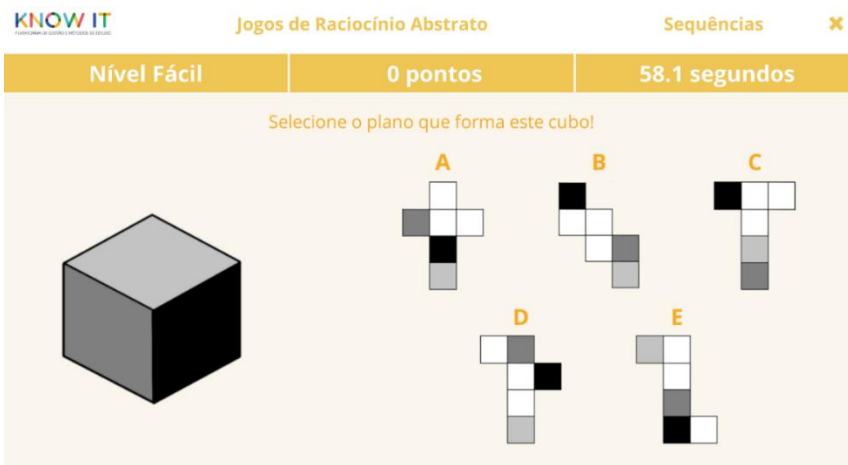 KNOW IT
Jogos de Raciocínio Abstrato
Sequências
×
Nível Fácil
0 pontos
58.1 segundos
Selecione o plano que forma este cubo!
A
B
C
D
E